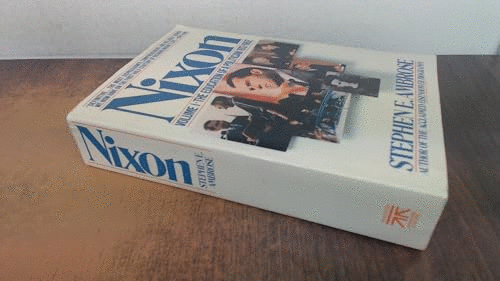 Nixon
VOLUME I THE EDUCATION OF A POLITICIAN 1913-1962
STEPHEN E. AMBROSE
AUTHOR OF THE ACCLAIMED EISENHOWER BIOGRAPHY
Nixon
STEPHEN E.
AMBROSE